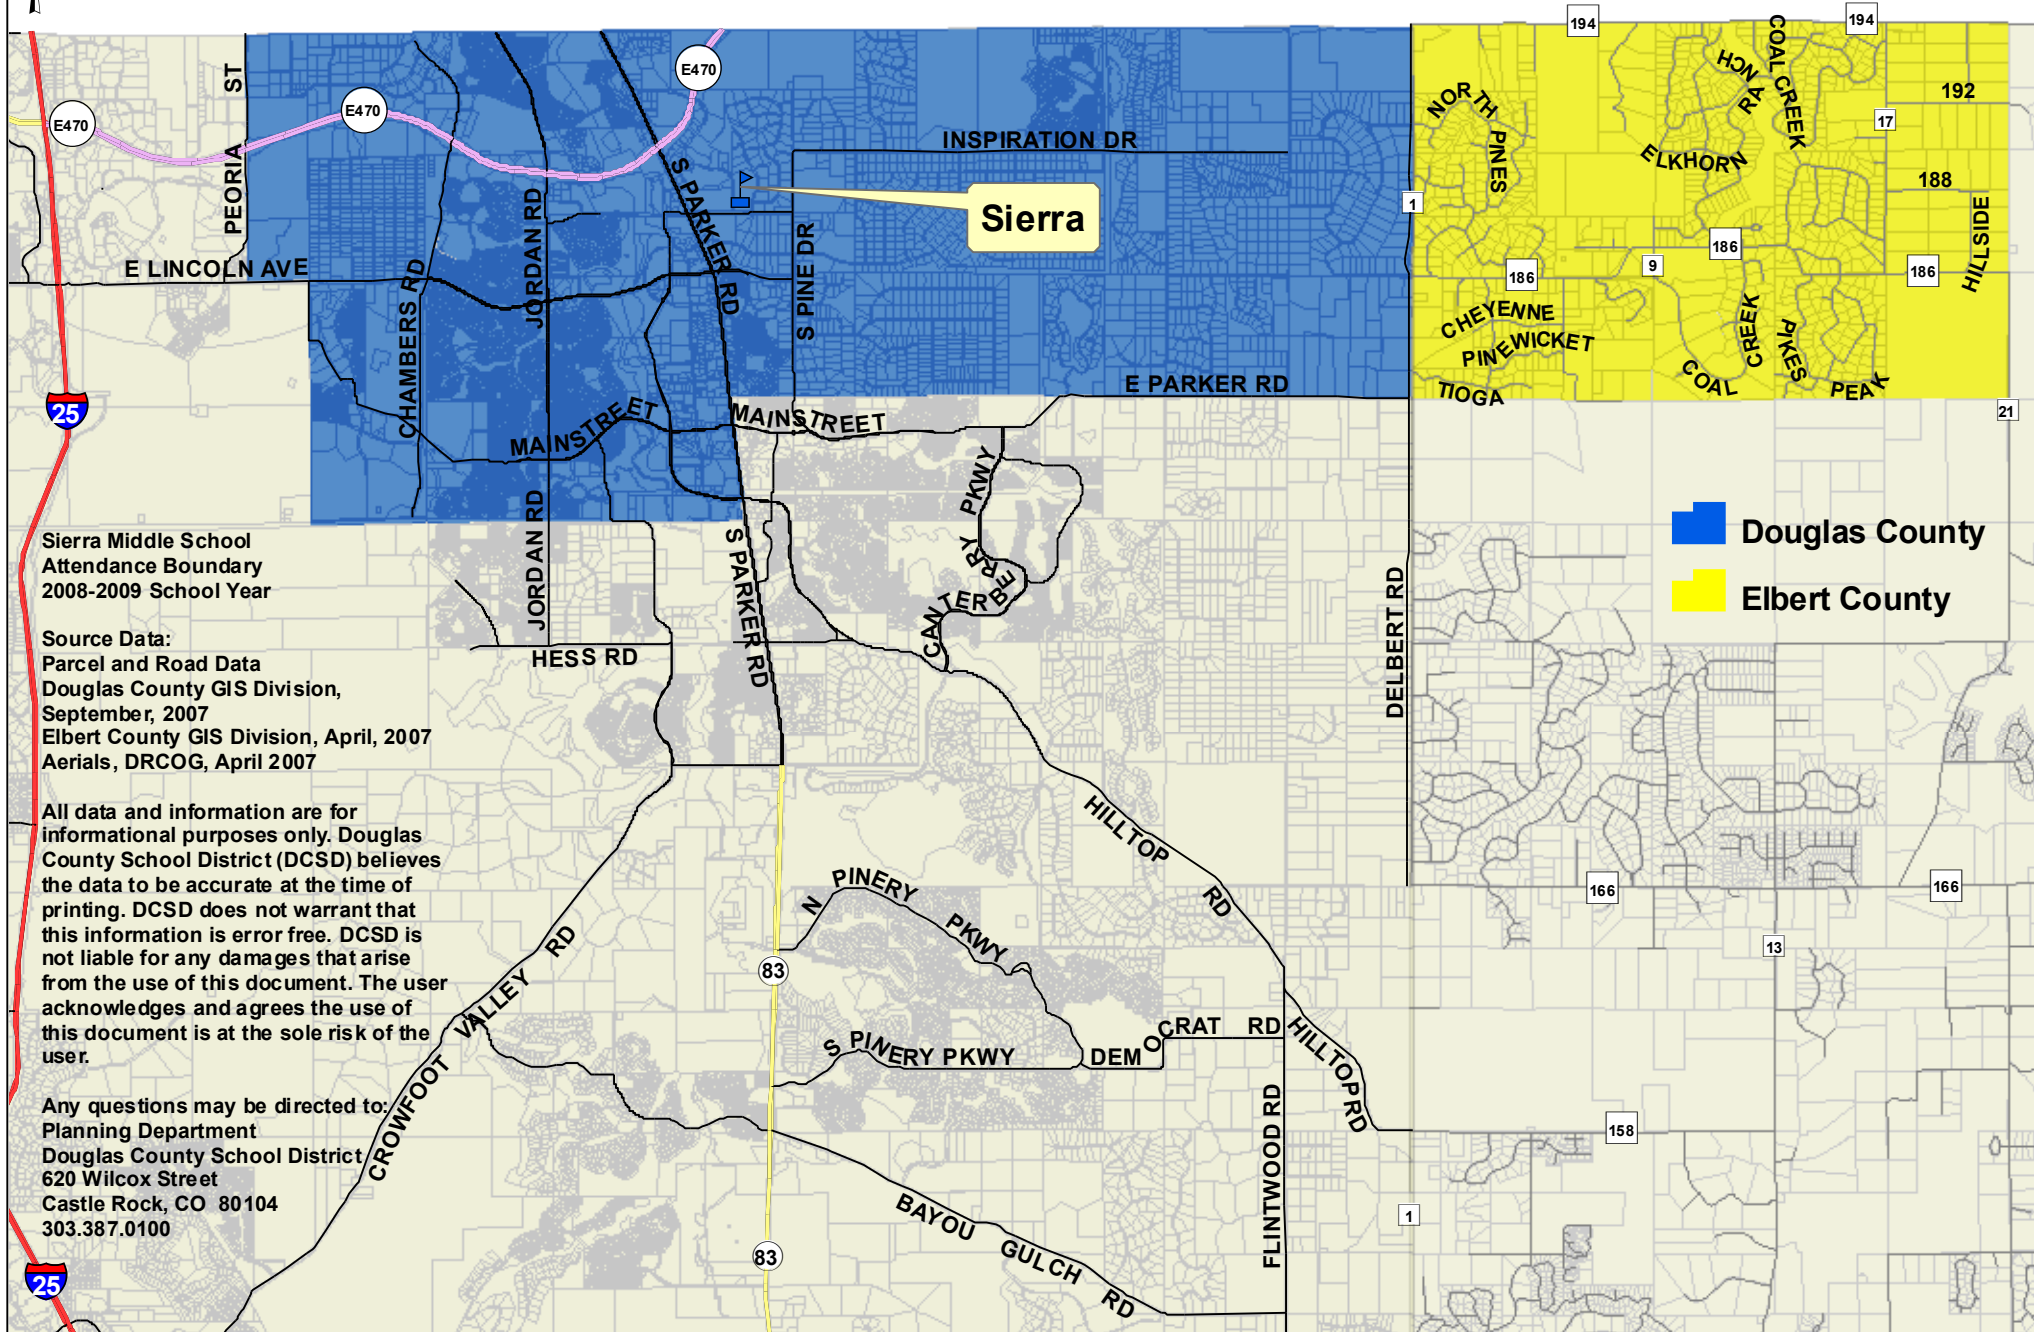 194
194
E470
E470
E470
PEORIA ST
NORTH PINES
RANCH
COAL CREEK
192
17
INSPIRATION DR
ELKHORN
188
S PARKER RD
JORDAN RD
Sierra
1
HILLSIDE
E LINCOLN AVE
CHAMBERS RD
S PINE DR
186
9
186
186
CHEYENNE
PINEWICKET
TIOGA
COAL CREEK
PIKES PEAK
E PARKER RD
25
MAINSTREET
MAINSTREET
21
CANTERBERRY PKWY
JORDAN RD
S PARKER RD
HESS RD
DELBERT RD
Douglas County
Elbert County
Sierra Middle School
Attendance Boundary
2008-2009 School Year
Source Data:
Parcel and Road Data
Douglas County GIS Division,
September, 2007
Elbert County GIS Division, April, 2007
Aerials, DRCOG, April 2007
All data and information are for
informational purposes only. Douglas
County School District (DCSD) believes
the data to be accurate at the time of
printing. DCSD does not warrant that
this information is error free. DCSD is
not liable for any damages that arise
from the use of this document. The user
acknowledges and agrees the use of
this document is at the sole risk of the
user.
Any questions may be directed to:
Planning Department
Douglas County School District
620 Wilcox Street
Castle Rock, CO 80104
303.387.0100
HILLTOP RD
166
166
13
N PINERY PKWY
83
CROWFOOT VALLEY RD
S PINERY PKWY
DEMOCRAT RD
HILLTOP RD
158
FLINTWOOD RD
BAYOU GULCH RD
1
83
25